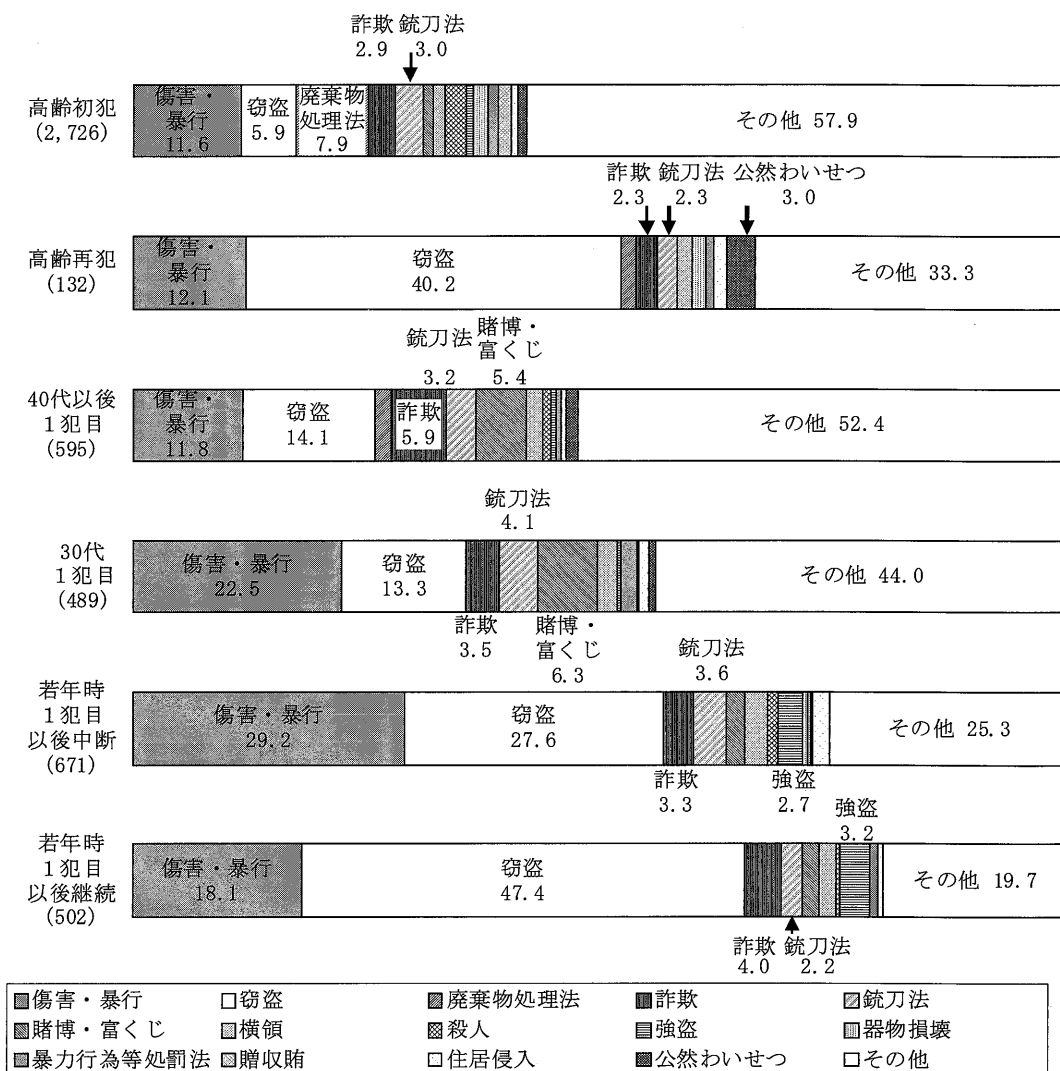 詐欺 銃刀法
2.9 3.0
高齢初犯
(2,726)
傷害・
暴行
11.6
窃盗
5.9
廃棄物
処理法
7.9
その他 57.9
詐欺 銃刀法 公然わいせつ
2.3 2.3 3.0
高齢再犯
(132)
傷害・
暴行
12.1
窃盗
40.2
その他 33.3
銃刀法
3.2
賭博・
富くじ
5.4
40代以後
1犯目
(595)
傷害・
暴行
11.8
窃盗
14.1
詐欺
5.9
その他 52.4
銃刀法
4.1
30代
1犯目
(489)
傷害・暴行
22.5
窃盗
13.3
その他 44.0
詐欺
3.5
賭博・
富くじ
6.3
銃刀法
3.6
若年時
1犯目
以後中断
(671)
傷害・暴行
29.2
窃盗
27.6
その他 25.3
詐欺
3.3
強盗
2.7
強盗
3.2
若年時
1犯目
以後継続
(502)
傷害・暴行
18.1
窃盗
47.4
その他 19.7
詐欺 銃刀法
4.0 2.2
傷害・暴行 窃盗 廃棄物処理法 詐欺 銃刀法
賭博・富くじ 横領 殺人 強盗 器物損壊
暴力行為等処罰法 贈収賄 住居侵入 公然わいせつ その他